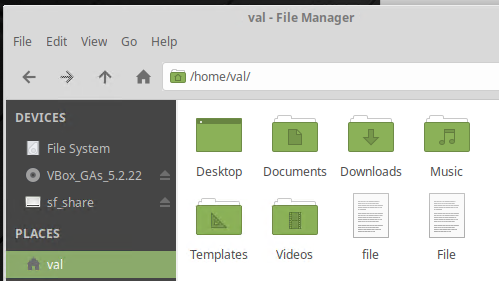 val - File Manager
File Edit View Go Help
/home/val/
DEVICES
File System
VBox_GAs_5.2.22
sf_share
PLACES
val
Desktop Documents Downloads Music
Templates Videos file File